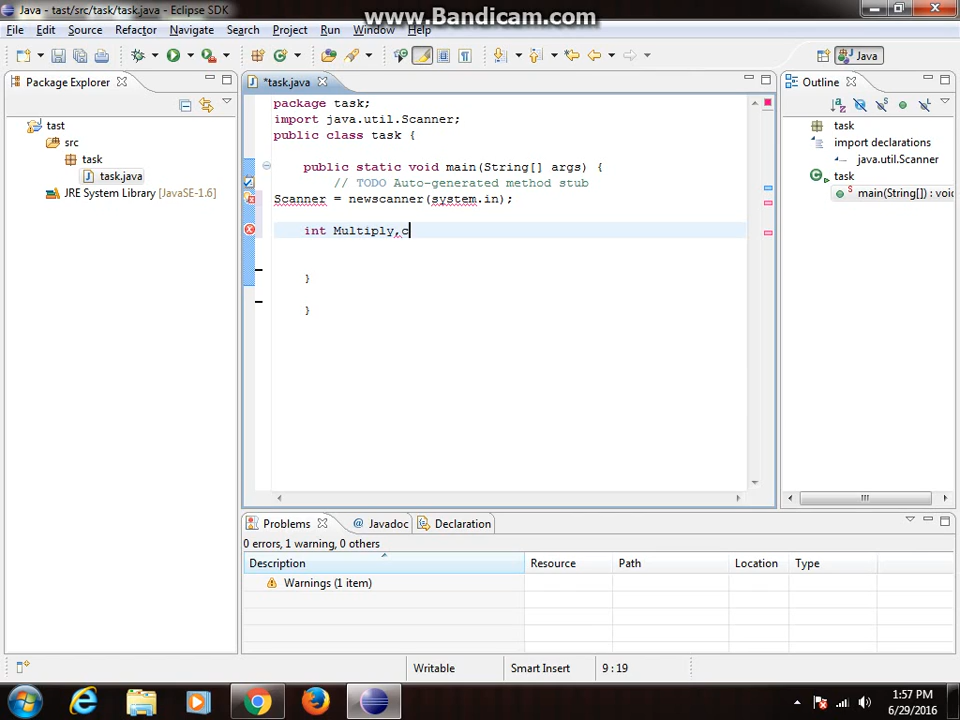 Java - tast/src/task/task.java - Eclipse SDK
www.Bandicam.com
File Edit Source Refactor Navigate Search Project Run Window Help
Java
Package Explorer
*task.java
Outline
tast
src
task
task.java
JRE System Library [JavaSE-1.6]
package task;
import java.util.Scanner;
public class task {
public static void main(String[] args) {
// TODO Auto-generated method stub
Scanner = newscanner(system.in);
int Multiply,c
}
}
task
import declarations
java.util.Scanner
task
main(String[]) : void
Problems
@ Javadoc
Declaration
0 errors, 1 warning, 0 others
Description Resource Path Location Type
Warnings (1 item)
Writable
Smart Insert
9 : 19
1:57 PM
6/29/2016